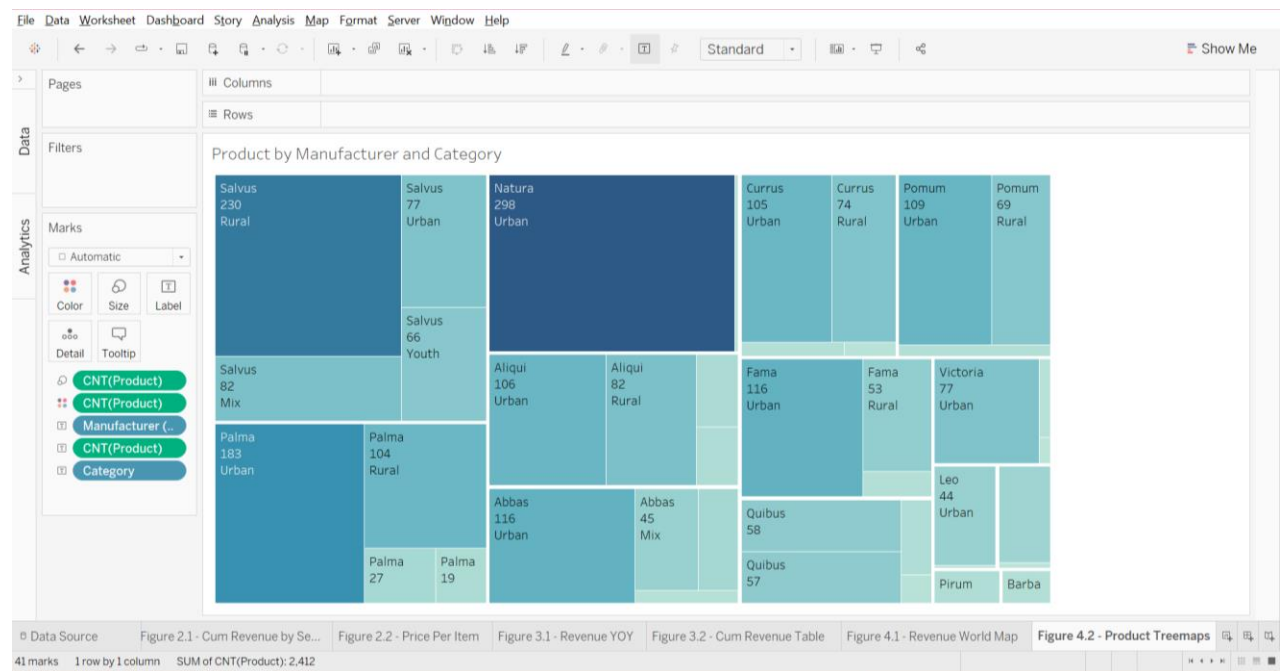 File Data Worksheet Dashboard Story Analysis Map Format Server Window Help
Standard
Show Me
Pages
Columns
Rows
Data
Filters
Product by Manufacturer and Category
Analytics
Marks
Automatic
Color Size Label
Detail Tooltip
CNT(Product)
CNT(Product)
Manufacturer (..
CNT(Product)
Category
Salvus
230
Rural
Salvus
77
Urban
Salvus
66
Youth
Salvus
82
Mix
Palma
183
Urban
Palma
104
Rural
Palma
27
Palma
19
Natura
298
Urban
Aliqui
106
Urban
Aliqui
82
Rural
Abbas
116
Urban
Abbas
45
Mix
Currus
105
Urban
Currus
74
Rural
Pomum
109
Urban
Pomum
69
Rural
Fama
116
Urban
Fama
53
Rural
Victoria
77
Urban
Quibus
58
Quibus
57
Leo
44
Urban
Pirum
Barba
Data Source Figure 2.1 - Cum Revenue by Se... Figure 2.2 - Price Per Item Figure 3.1 - Revenue YOY Figure 3.2 - Cum Revenue Table Figure 4.1 - Revenue World Map Figure 4.2 - Product Treemaps
41 marks 1 row by 1 column SUM of CNT(Product): 2,412